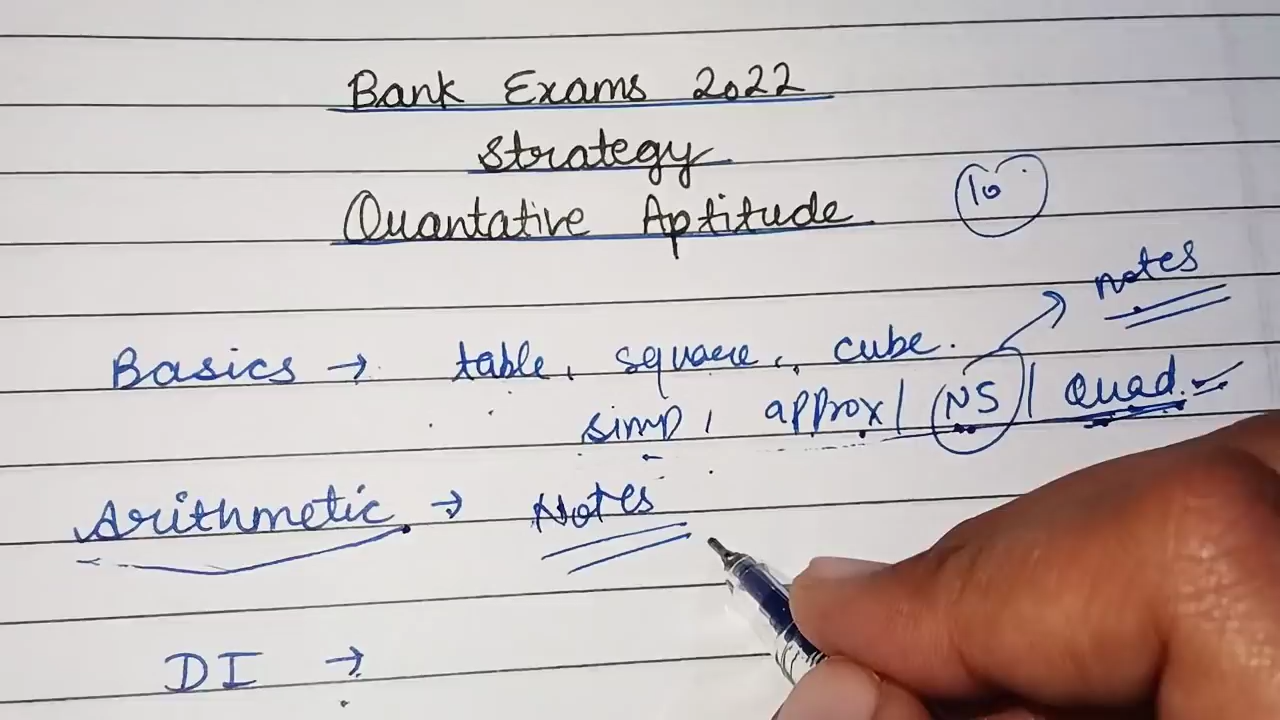 Bank Exams 2022
Strategy
Quantative Aptitude
10
notes
Basics → table, square, cube.
simp, approx | NS | Quad.
Arithmetic → Notes
DI →